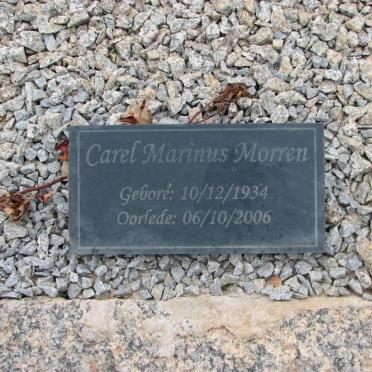 Carel Marinus Morren
Gebore: 10/12/1934
Oorlede: 06/10/2006